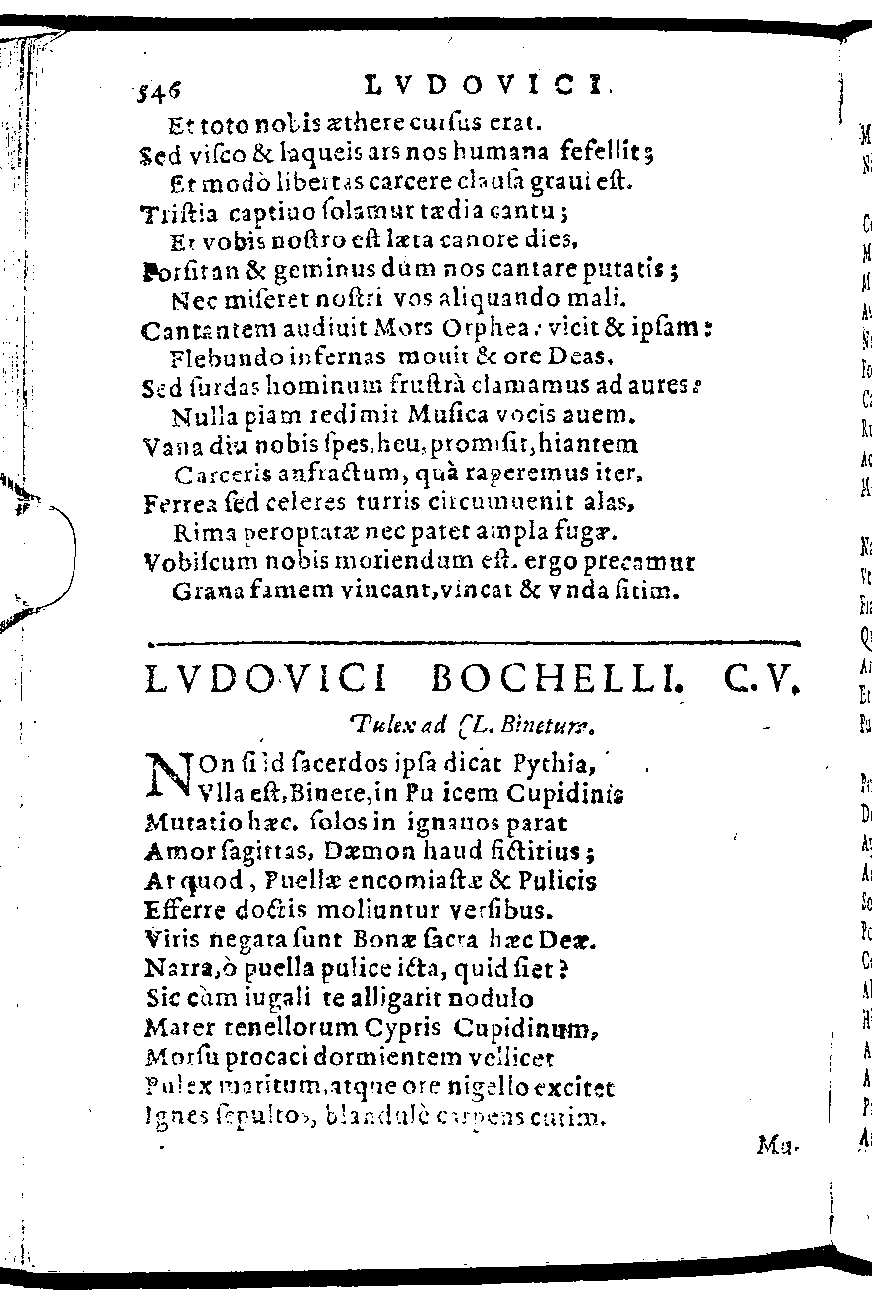 546 LVDOVICI.
Et toto nobis æthere cuiſus erat.
Sed viſco & laqueis ars nos humana fefellit;
Et modò libertas carcere clauſa graui eſt.
Triſtia captiuo ſolamur tædia cantu;
Et vobis noſtro eſt læta canore dies,
Forſitan & geminus dum nos cantare putatis;
Nec miſeret noſtri vos aliquando mali.
Cantantem audiuit Mors Orphea: vicit & ipſam:
Flebundo infernas mouit & ore Deas.
Sed ſurdas hominum fruſtrà clamamus ad aures:
Nulla piam redimit Muſica vocis auem.
Vana diu nobis ſpes, heu, promiſit, hiantem
Carceris anfractum, quà raperemus iter.
Ferrea ſed celeres turris circumuenit alas,
Rima peroptatæ nec patet ampla fugæ.
Vobiſcum nobis moriendum eſt. ergo precamur
Grana famem vincant, vincat & vnda ſitim.
LVDOVICI BOCHELLI. C.V.
Pulex ad CL. Binetum.
NOn ſi id ſacerdos ipſa dicat Pythia,
Vlla eſt, Binete, in Pu icem Cupidinis
Mutatio hæc. ſolos in ignauos parat
Amor ſagittas, Dæmon haud fictitius;
At quod, Puellæ encomiaſtæ & Pulicis
Efferre doctis moliuntur verſibus.
Viris negata ſunt Bonæ ſacra hæc Deæ.
Narra, ò puella pulice icta, quid ſiet?
Sic cùm iugali te alligarit nodulo
Mater tenellorum Cypris Cupidinum,
Morſu procaci dormientem vellicet
Pulex maritum, atque ore nigello excitet
Ignes ſepultos, blandulè carpens cutim.
Mu-